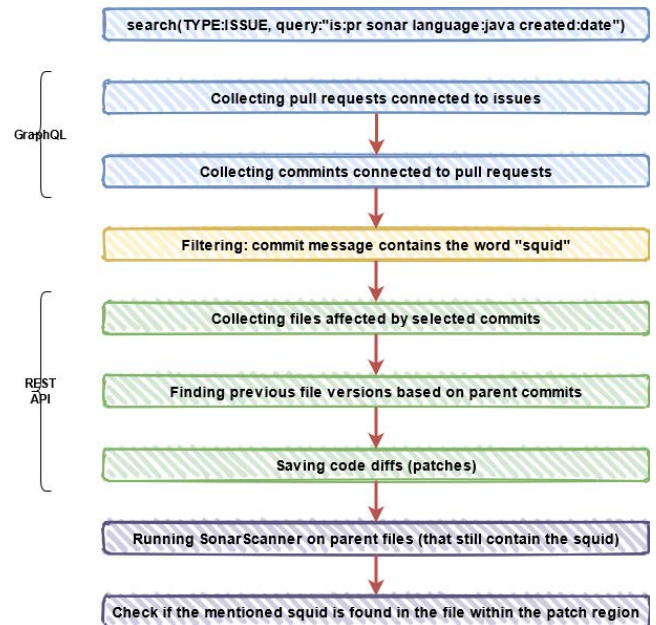 search(TYPE:ISSUE, query:"is:pr sonar language:java created:date")
Collecting pull requests connected to issues
GraphQL
Collecting commints connected to pull requests
Filtering: commit message contains the word "squid"
Collecting files affected by selected commits
REST
API
Finding previous file versions based on parent commits
Saving code diffs (patches)
Running SonarScanner on parent files (that still contain the squid)
Check if the mentioned squid is found in the file within the patch region